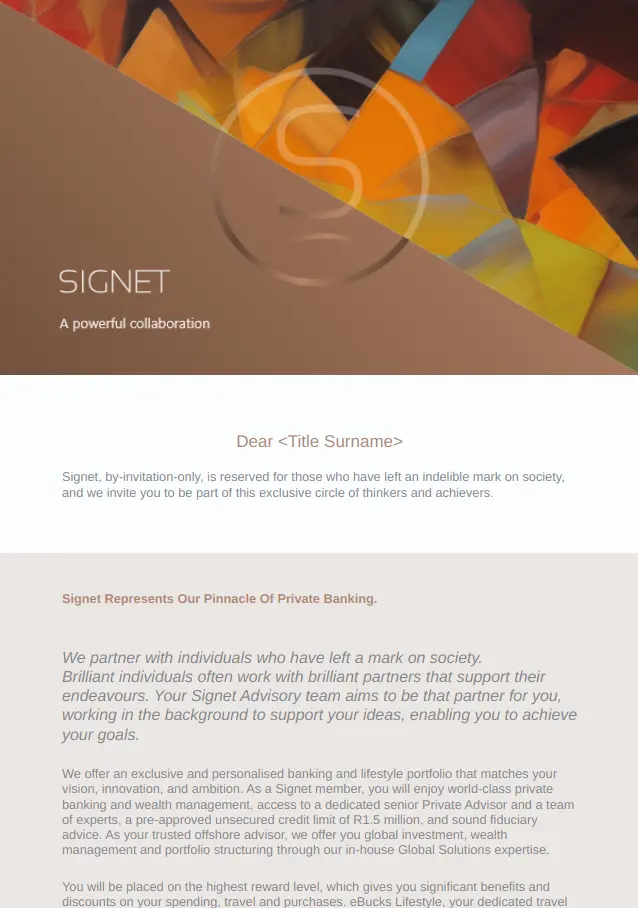 SIGNET
A powerful collaboration
Dear <Title Surname>
Signet, by-invitation-only, is reserved for those who have left an indelible mark on society,
and we invite you to be part of this exclusive circle of thinkers and achievers.
Signet Represents Our Pinnacle Of Private Banking.
We partner with individuals who have left a mark on society.
Brilliant individuals often work with brilliant partners that support their
endeavours. Your Signet Advisory team aims to be that partner for you,
working in the background to support your ideas, enabling you to achieve
your goals.
We offer an exclusive and personalised banking and lifestyle portfolio that matches your
vision, innovation, and ambition. As a Signet member, you will enjoy world-class private
banking and wealth management, access to a dedicated senior Private Advisor and a team
of experts, a pre-approved unsecured credit limit of R1.5 million, and sound fiduciary
advice. As your trusted offshore advisor, we offer you global investment, wealth
management and portfolio structuring through our in-house Global Solutions expertise.
You will be placed on the highest reward level, which gives you significant benefits and
discounts on your spending, travel and purchases. eBucks Lifestyle, your dedicated travel